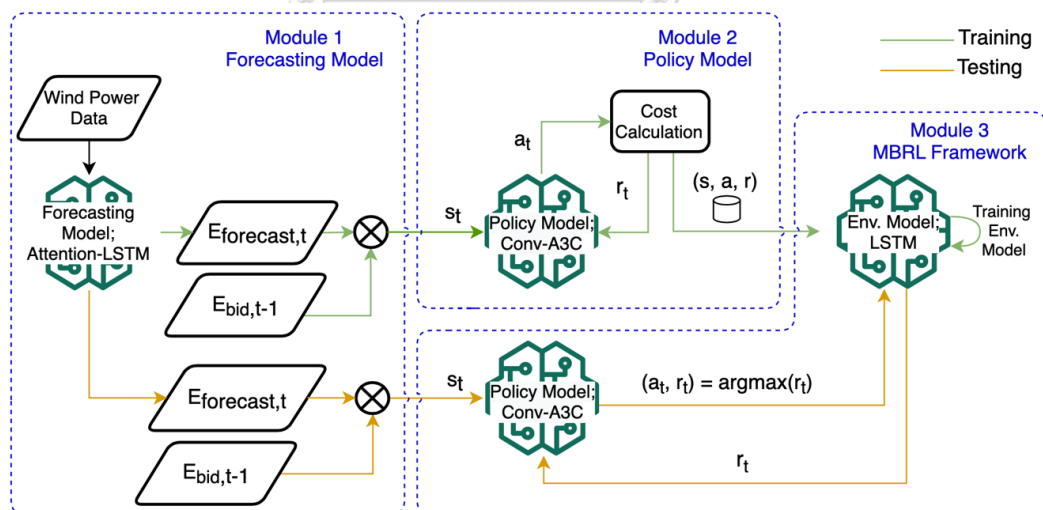 Module 1
Forecasting Model
Module 2
Policy Model
Training
Testing
Wind Power
Data
Cost
Calculation
Module 3
MBRL Framework
a_t
r_t
(s, a, r)
Forecasting
Model;
Attention-LSTM
E_forecast,t
s_t
Policy Model;
Conv-A3C
Env. Model;
LSTM
Training
Env.
Model
E_bid,t-1
E_forecast,t
s_t
Policy Model;
Conv-A3C
(a_t, r_t) = argmax(r_t)
E_bid,t-1
r_t